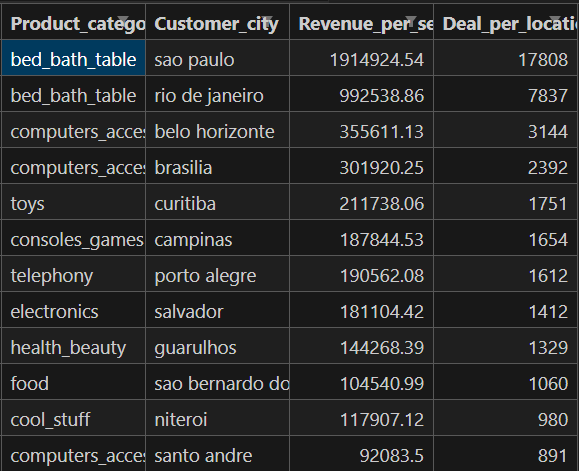 Product_catego Customer_city Revenue_per_se Deal_per_locati
bed_bath_table sao paulo 1914924.54 17808
bed_bath_table rio de janeiro 992538.86 7837
computers_acces belo horizonte 355611.13 3144
computers_acces brasilia 301920.25 2392
toys curitiba 211738.06 1751
consoles_games campinas 187844.53 1654
telephony porto alegre 190562.08 1612
electronics salvador 181104.42 1412
health_beauty guarulhos 144268.39 1329
food sao bernardo do 104540.99 1060
cool_stuff niteroi 117907.12 980
computers_acces santo andre 92083.5 891